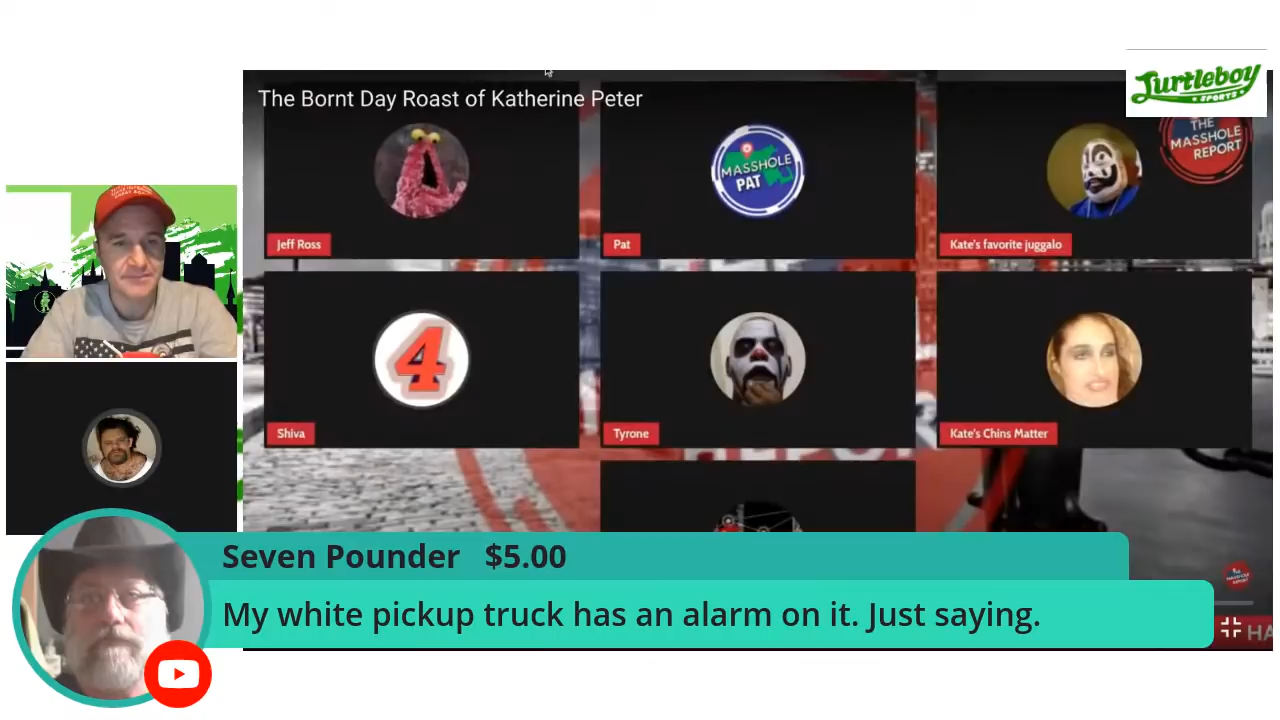 Turtleboy
SPORTS
The Bornt Day Roast of Katherine Peter
THE
MASSHOLE
REPORT
MASSHOLE
PAT
Jeff Ross
Pat
Kate's favorite juggalo
4
Shiva
Tyrone
Kate's Chins Matter
Seven Pounder $5.00
My white pickup truck has an alarm on it. Just saying.
HA